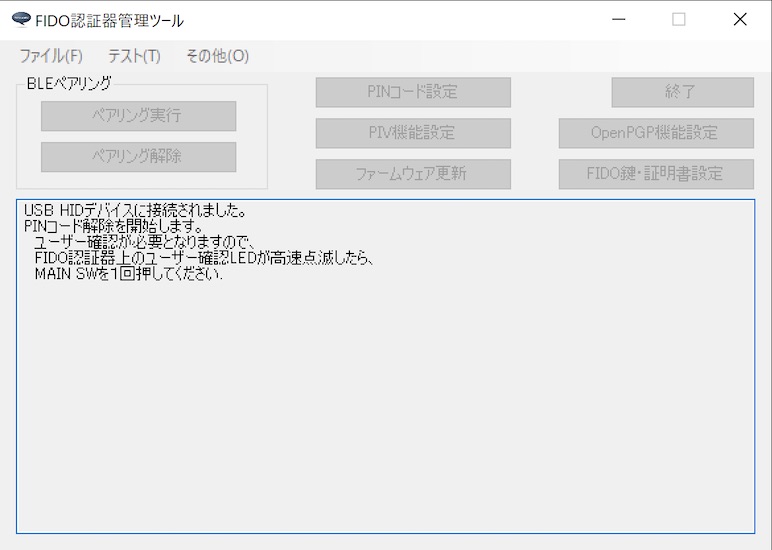 FIDO認証器管理ツール
ファイル(F) テスト(T) その他(O)
BLEペアリング
ペアリング実行
ペアリング解除
PINコード設定
終了
PIV機能設定
OpenPGP機能設定
ファームウェア更新
FIDO鍵・証明書設定
USB HIDデバイスに接続されました。
PINコード解除を開始します。
ユーザー確認が必要となりますので、
FIDO認証器上のユーザー確認LEDが高速点滅したら、
MAIN SWを1回押してください.